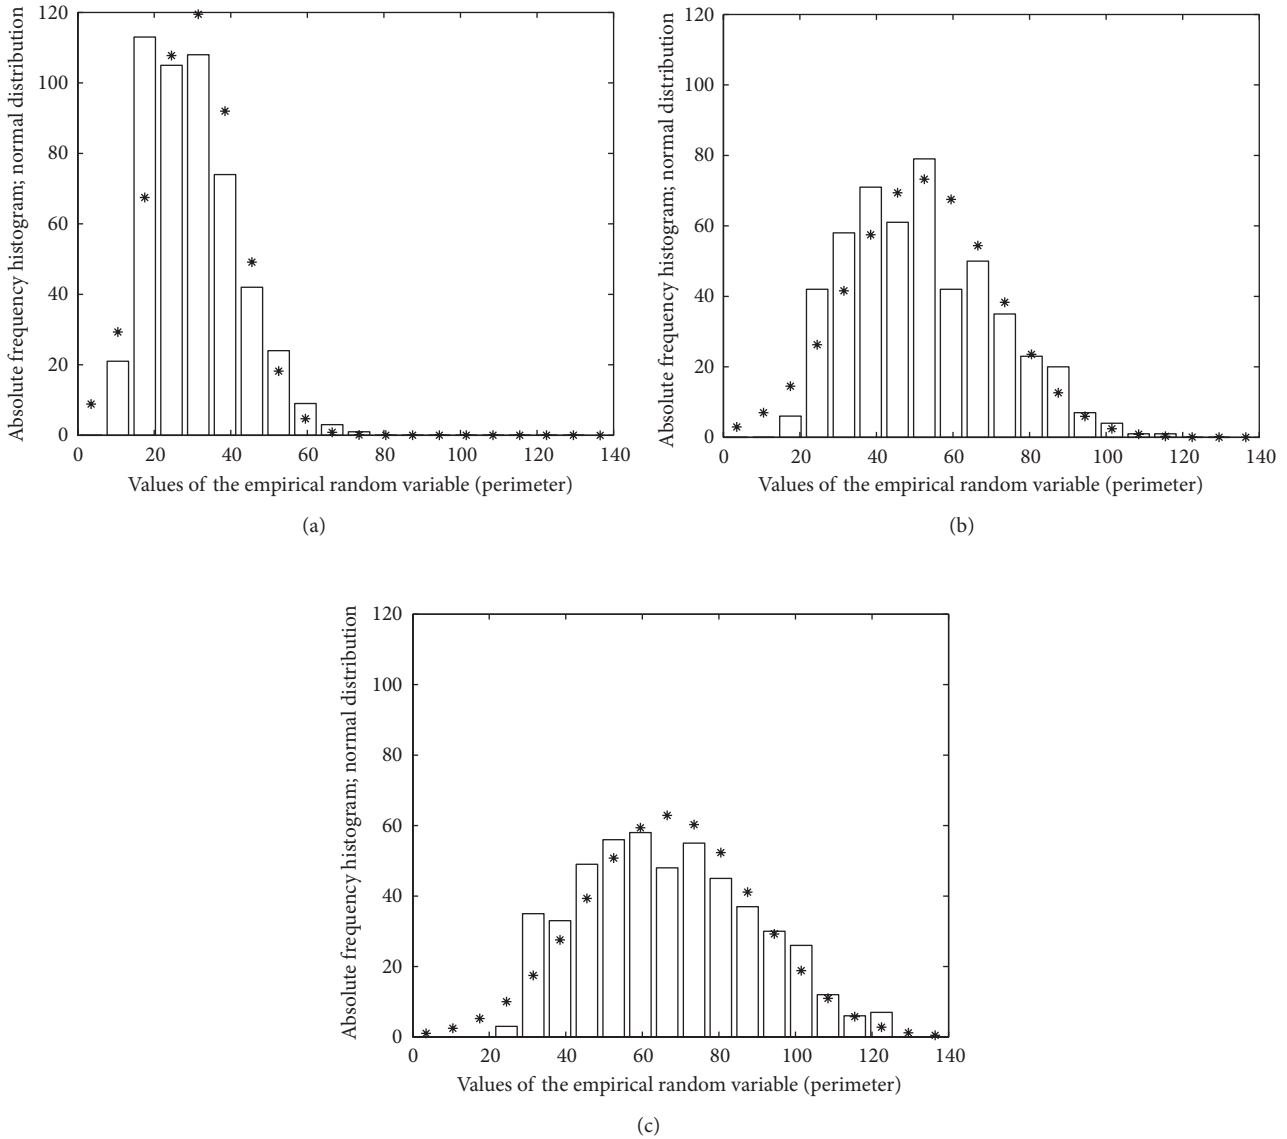 Absolute frequency histogram; normal distribution
120
100
80
60
40
20
0
0 20 40 60 80 100 120 140
Values of the empirical random variable (perimeter)
(a)
Absolute frequency histogram; normal distribution
120
100
80
60
40
20
0
0 20 40 60 80 100 120 140
Values of the empirical random variable (perimeter)
(b)
Absolute frequency histogram; normal distribution
120
100
80
60
40
20
0
0 20 40 60 80 100 120 140
Values of the empirical random variable (perimeter)
(c)